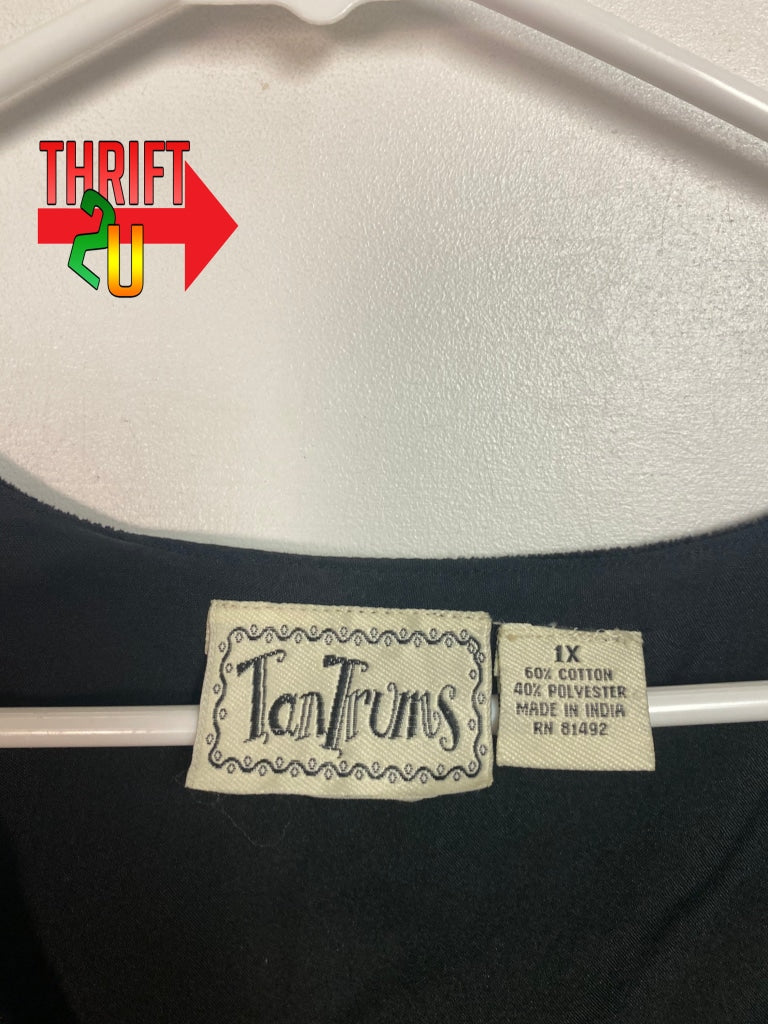 THRIFT
2U
TanTrums
1X
60% COTTON
40% POLYESTER
MADE IN INDIA
RN 81492